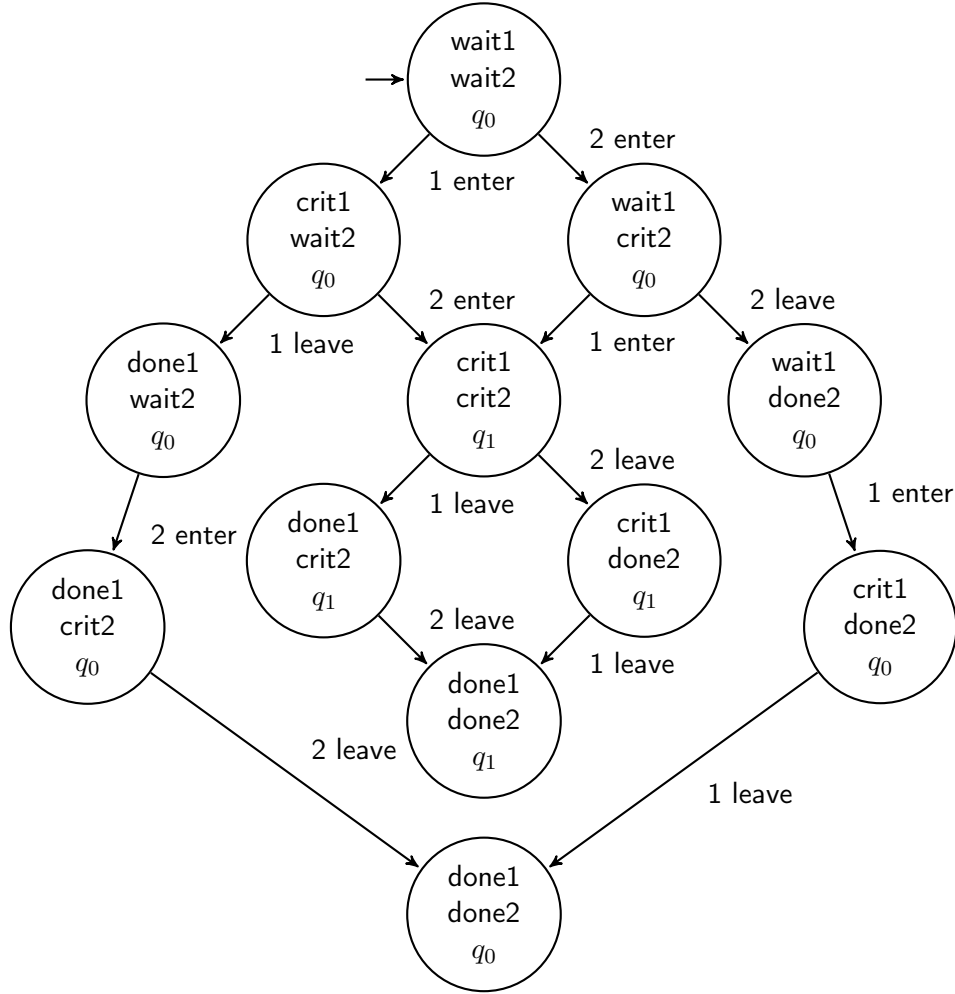 wait1
wait2
q₀
2 enter
1 enter
crit1
wait2
q₀
wait1
crit2
q₀
2 enter
2 leave
1 leave
1 enter
done1
wait2
q₀
crit1
crit2
q₁
wait1
done2
q₀
2 leave
1 leave
1 enter
2 enter
done1
crit2
q₁
crit1
done2
q₁
done1
crit2
q₀
crit1
done2
q₀
2 leave
1 leave
done1
done2
q₁
2 leave
1 leave
done1
done2
q₀